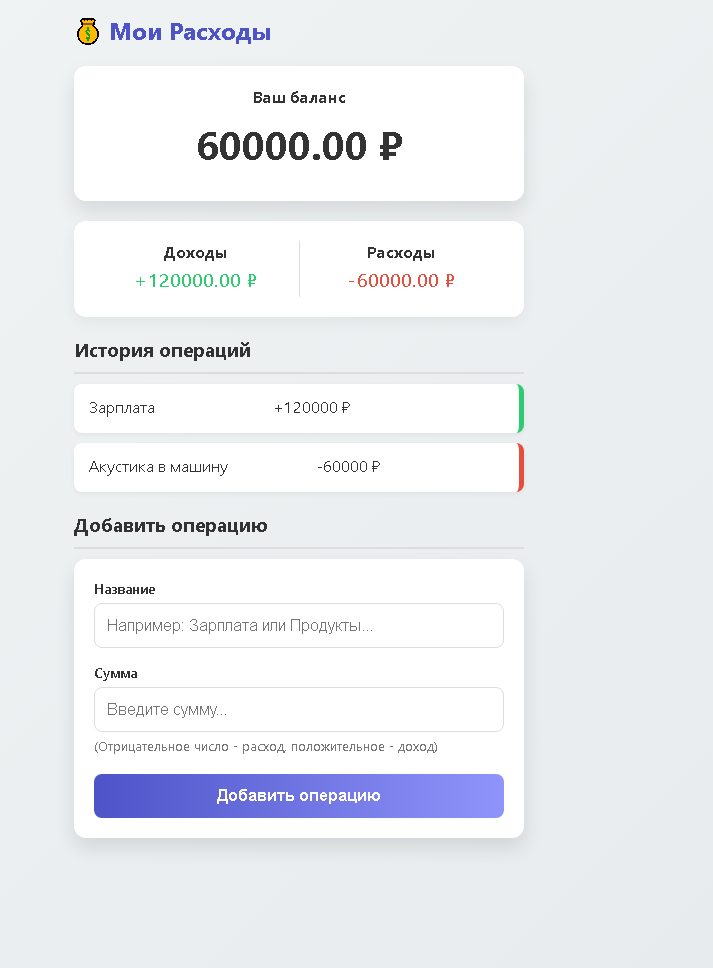 Мои Расходы
Ваш баланс
60000.00 ₽
Доходы
+120000.00 ₽
Расходы
-60000.00 ₽
История операций
Зарплата +120000 ₽
Акустика в машину -60000 ₽
Добавить операцию
Название
Например: Зарплата или Продукты...
Сумма
Введите сумму...
(Отрицательное число - расход, положительное - доход)
Добавить операцию